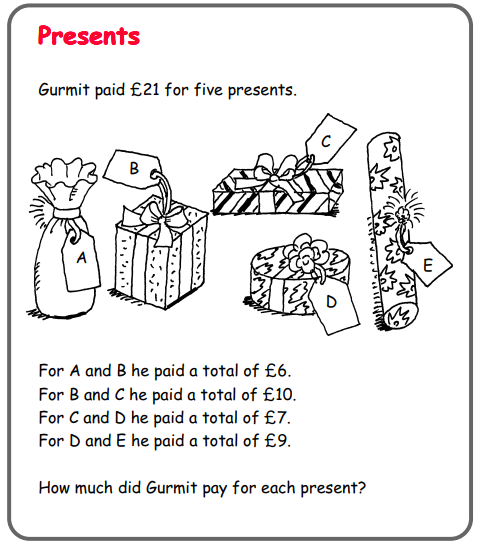 Presents
Gurmit paid £21 for five presents.
C
B
A
E
D
For A and B he paid a total of £6.
For B and C he paid a total of £10.
For C and D he paid a total of £7.
For D and E he paid a total of £9.
How much did Gurmit pay for each present?